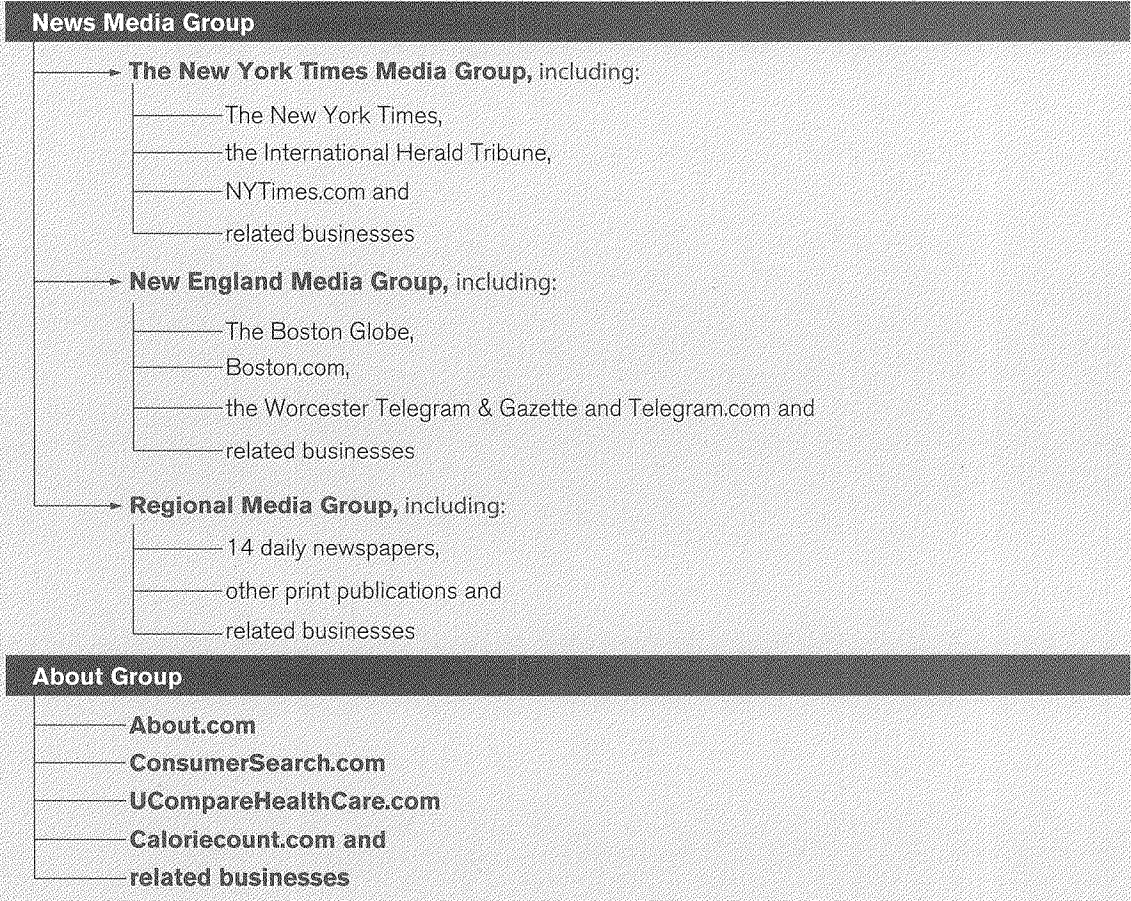 News Media Group
The New York Times Media Group, including:
The New York Times,
the International Herald Tribune,
NYTimes.com and
related businesses
New England Media Group, including:
The Boston Globe,
Boston.com,
the Worcester Telegram & Gazette and Telegram.com and
related businesses
Regional Media Group, including:
14 daily newspapers,
other print publications and
related businesses
About Group
About.com
ConsumerSearch.com
UCompareHealthCare.com
Caloriecount.com and
related businesses